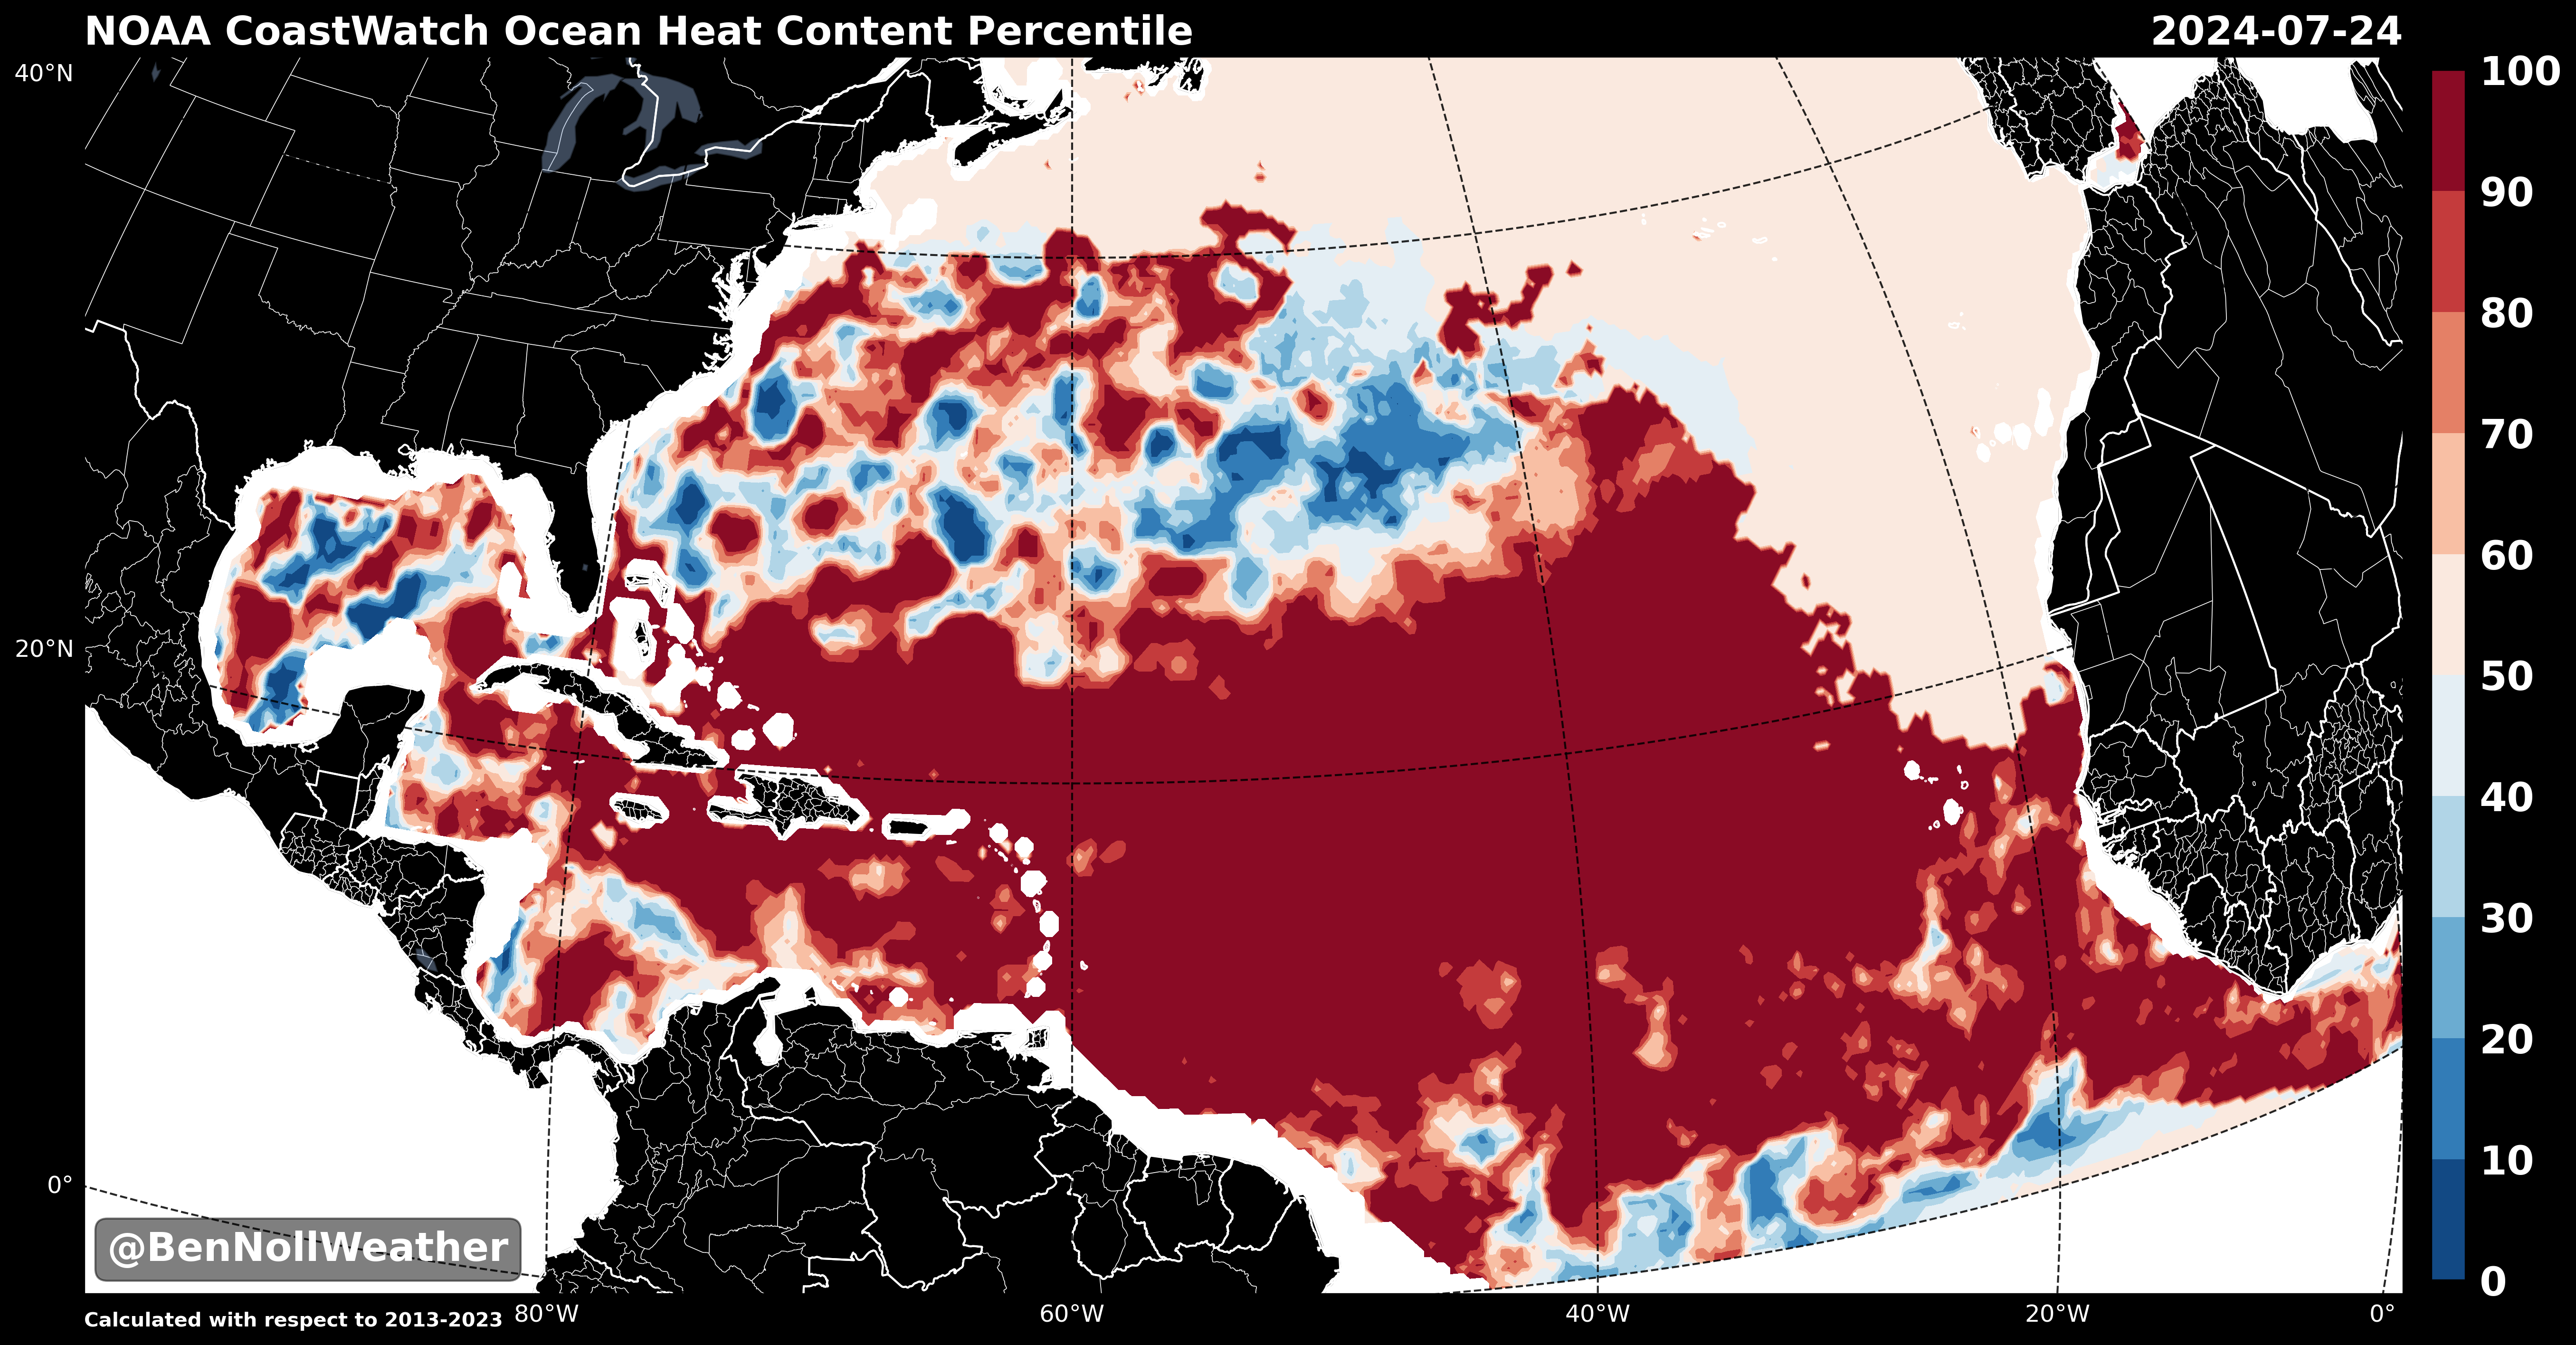 NOAA CoastWatch Ocean Heat Content Percentile 2024-07-24
40°N
20°N
0°
100
90
80
70
60
50
40
30
20
10
0
@BenNollWeather
Calculated with respect to 2013-2023
80°W 60°W 40°W 20°W 0°